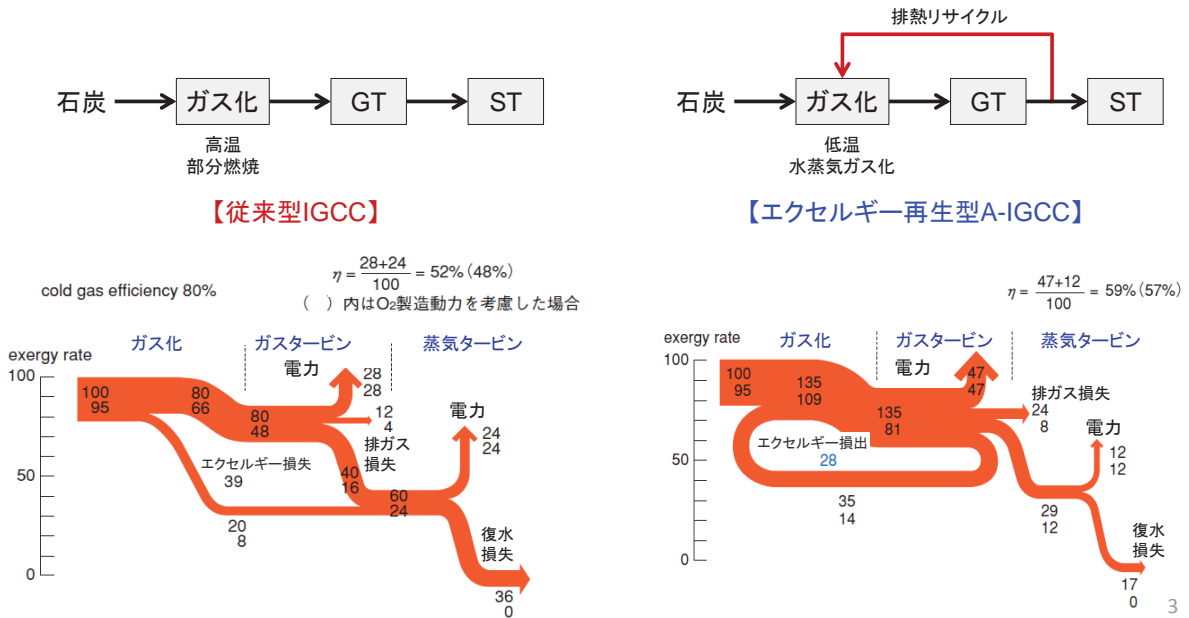 石炭
ガス化
GT
ST
高温
部分燃焼
【従来型IGCC】
cold gas efficiency 80%
η = 28+24/100 = 52%(48%)
( )内はO₂製造動力を考慮した場合
exergy rate
ガス化
ガスタービン
蒸気タービン
電力
100
50
0
100
95
80
66
80
48
28
28
12
4
排ガス
損失
電力
24
24
エクセルギー損失
39
40
16
60
24
20
8
復水
損失
36
0
排熱リサイクル
石炭
ガス化
GT
ST
低温
水蒸気ガス化
【エクセルギー再生型A-IGCC】
η = 47+12/100 = 59%(57%)
exergy rate
ガス化
ガスタービン
蒸気タービン
電力
100
50
0
100
95
135
109
135
81
47
47
排ガス損失
24
8
電力
12
12
エクセルギー損出
28
35
14
29
12
復水
損失
17
0
3